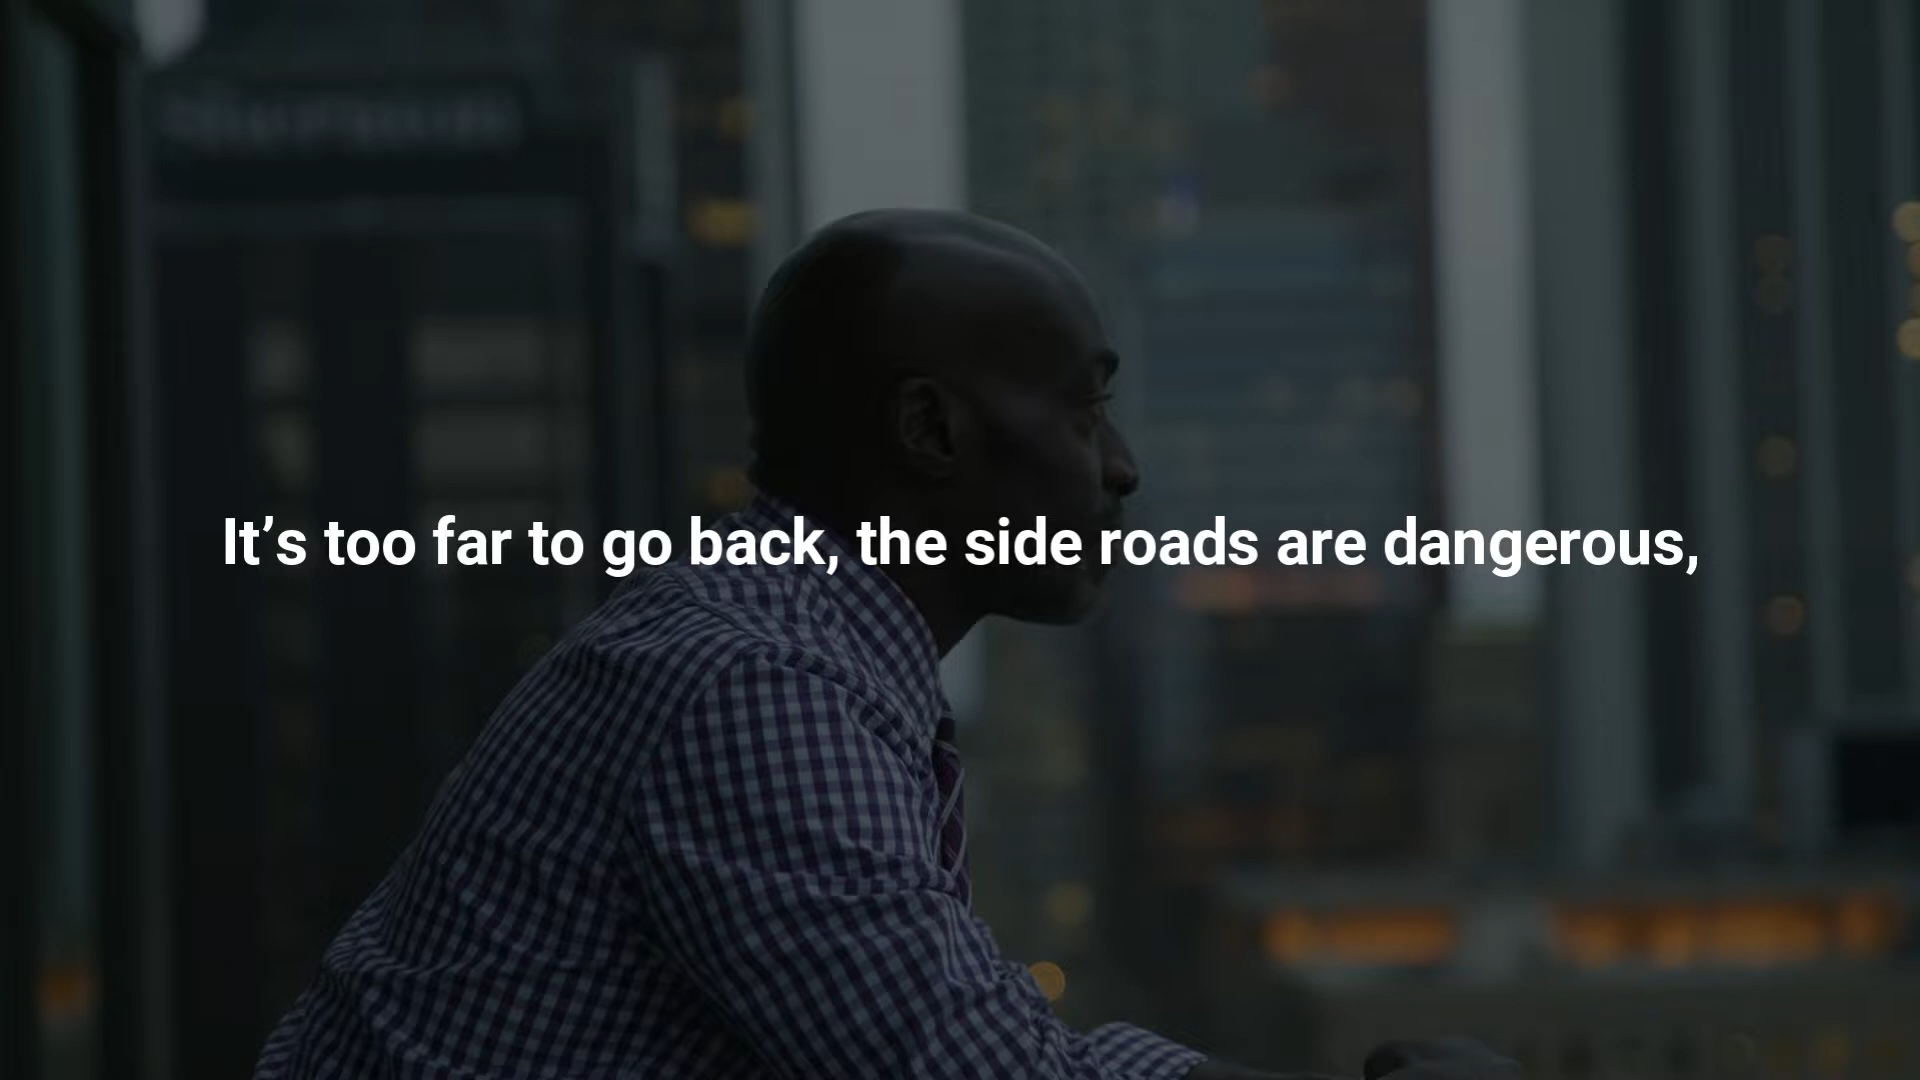 It’s too far to go back, the side roads are dangerous,